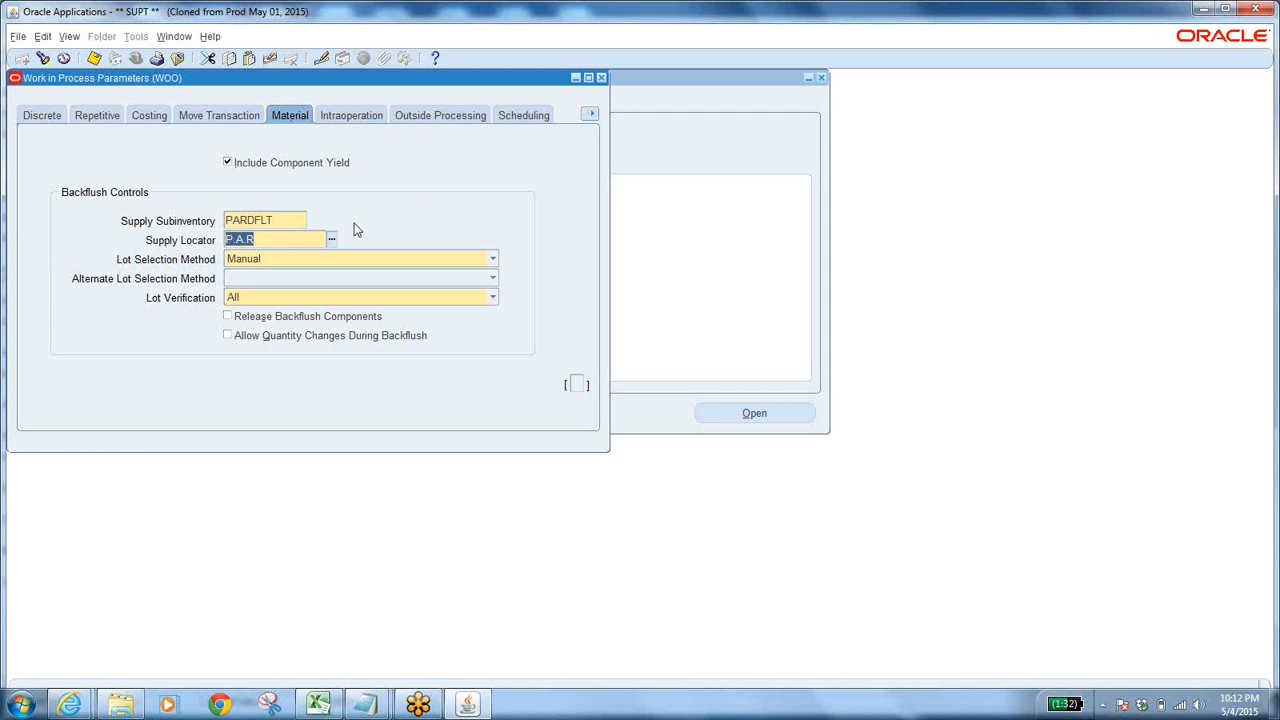 Oracle Applications - ** SUPT ** (Cloned from Prod May 01, 2015)
File Edit View Folder Tools Window Help
ORACLE
Work in Process Parameters (WOO)
Discrete Repetitive Costing Move Transaction Material Intraoperation Outside Processing Scheduling
Include Component Yield
Backflush Controls
Supply Subinventory PARDFLT
Supply Locator P.A.R
Lot Selection Method Manual
Alternate Lot Selection Method
Lot Verification All
Release Backflush Components
Allow Quantity Changes During Backflush
[ ]
Open
(1:32) 10:12 PM
5/4/2015